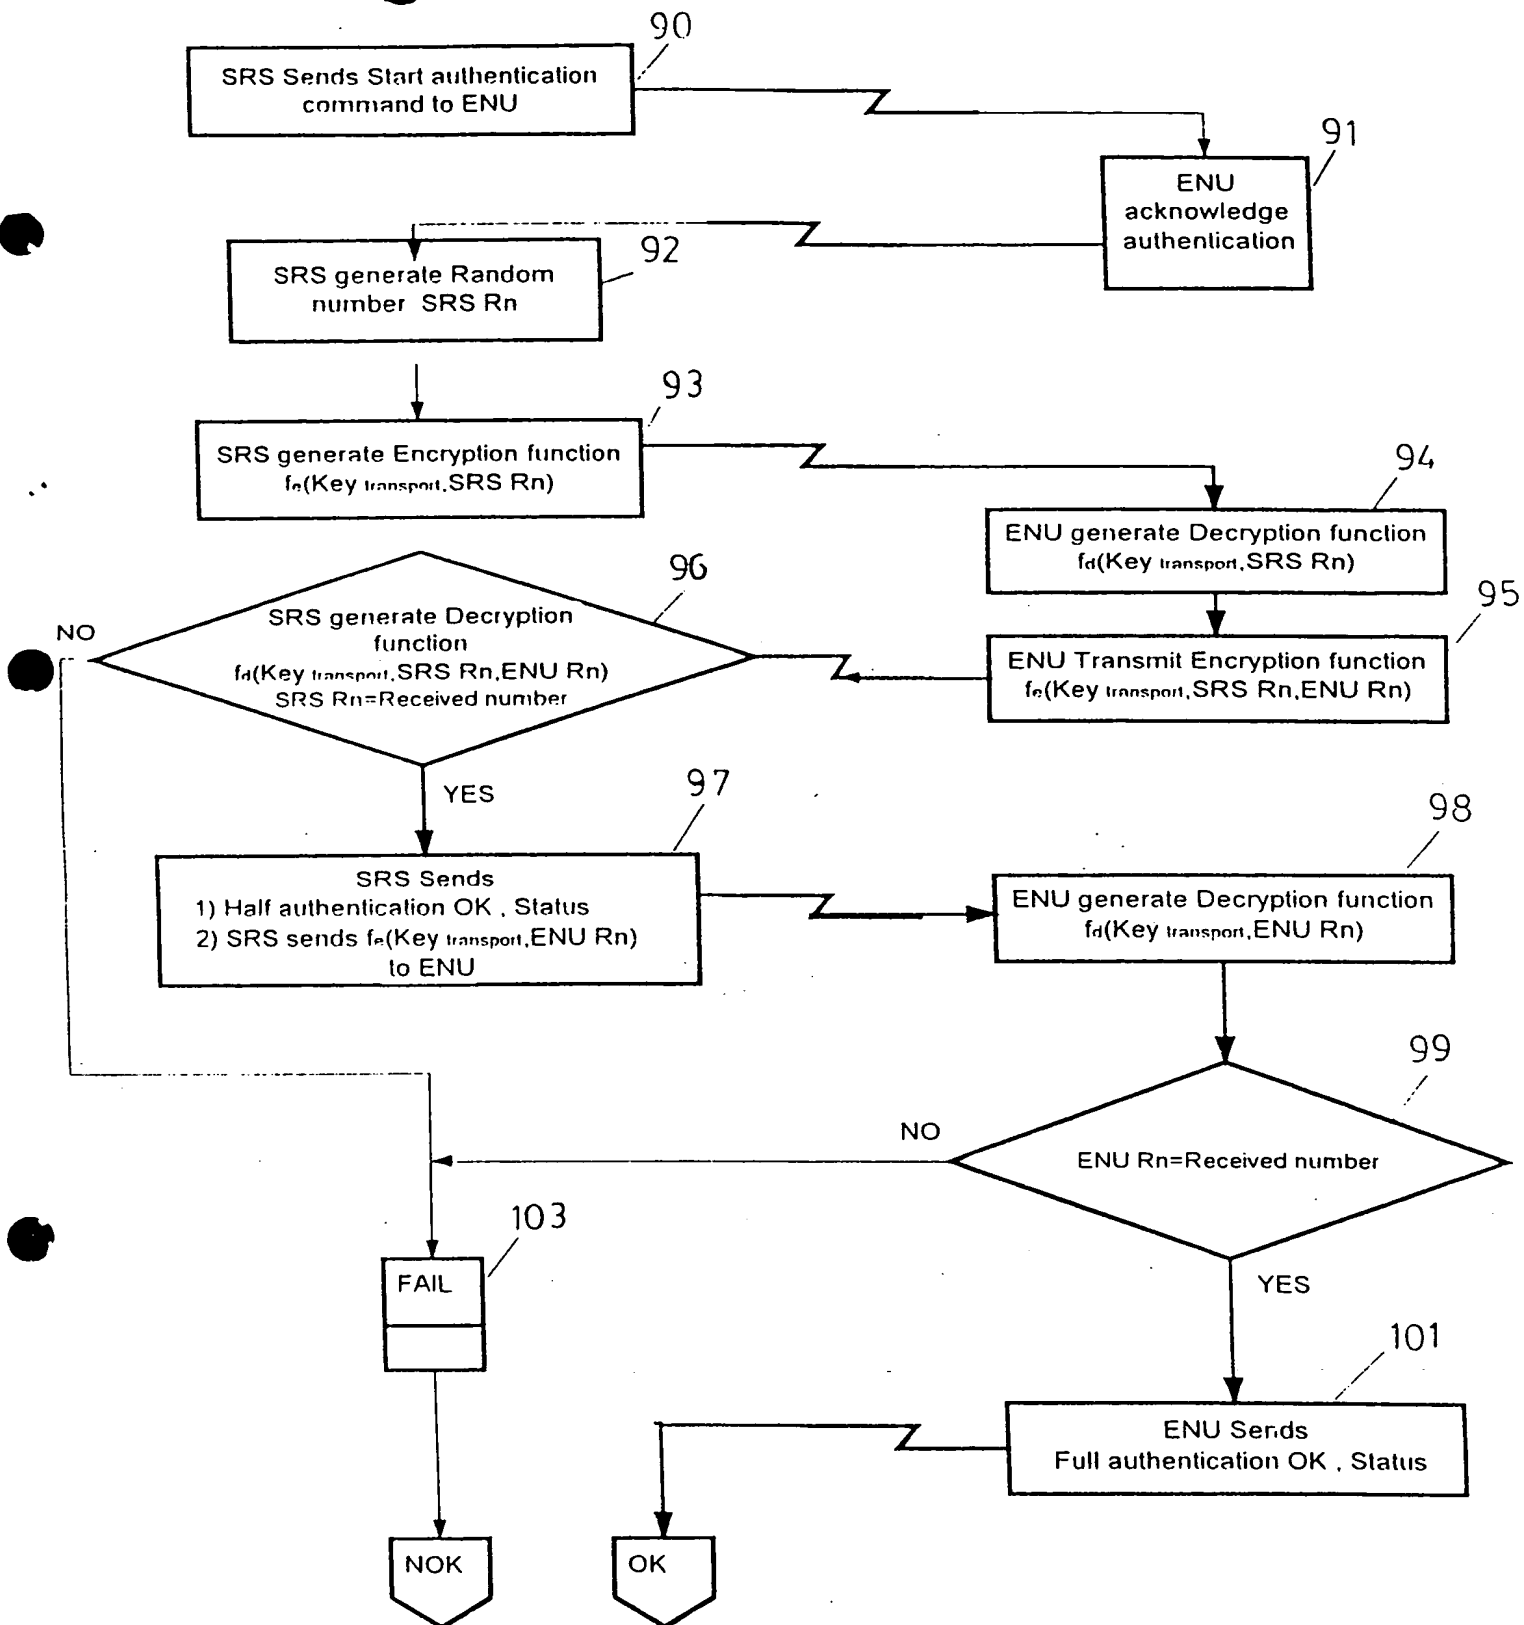 90
SRS Sends Start authentication
command to ENU
91
ENU
acknowledge
authentication
92
SRS generate Random
number SRS Rn
93
SRS generate Encryption function
fe(Key transport,SRS Rn)
94
ENU generate Decryption function
fd(Key transport,SRS Rn)
95
ENU Transmit Encryption function
fe(Key transport,SRS Rn,ENU Rn)
96
NO
SRS generate Decryption
function
fd(Key transport,SRS Rn,ENU Rn)
SRS Rn=Received number
YES
97
SRS Sends
1) Half authentication OK , Status
2) SRS sends fe(Key transport,ENU Rn)
to ENU
98
ENU generate Decryption function
fd(Key transport,ENU Rn)
99
NO
ENU Rn=Received number
YES
103
FAIL
101
ENU Sends
Full authentication OK , Status
NOK
OK